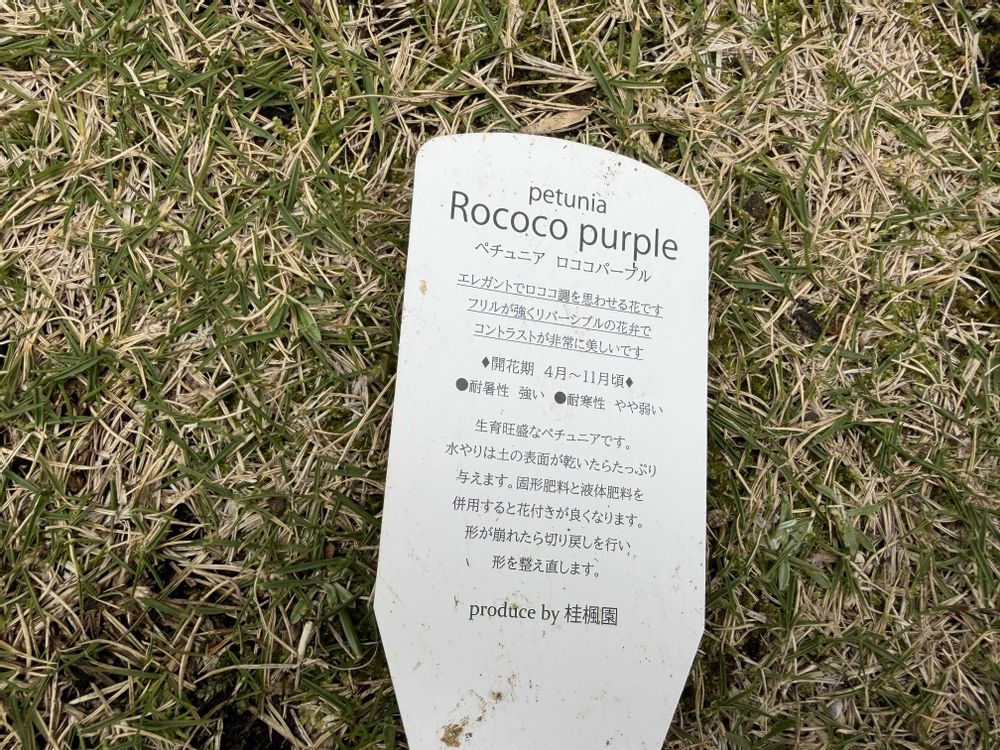 petunia
Rococo purple
ペチュニア ロココパープル
エレガントでロココ調を思わせる花です
フリルが強くリバーシブルの花弁で
コントラストが非常に美しいです
♦開花期 4月～11月頃♦
●耐暑性 強い ●耐寒性 やや弱い
生育旺盛なペチュニアです。
水やりは土の表面が乾いたらたっぷり
与えます。固形肥料と液体肥料を
併用すると花付きが良くなります。
形が崩れたら切り戻しを行い
形を整え直します。
produce by 桂楓園